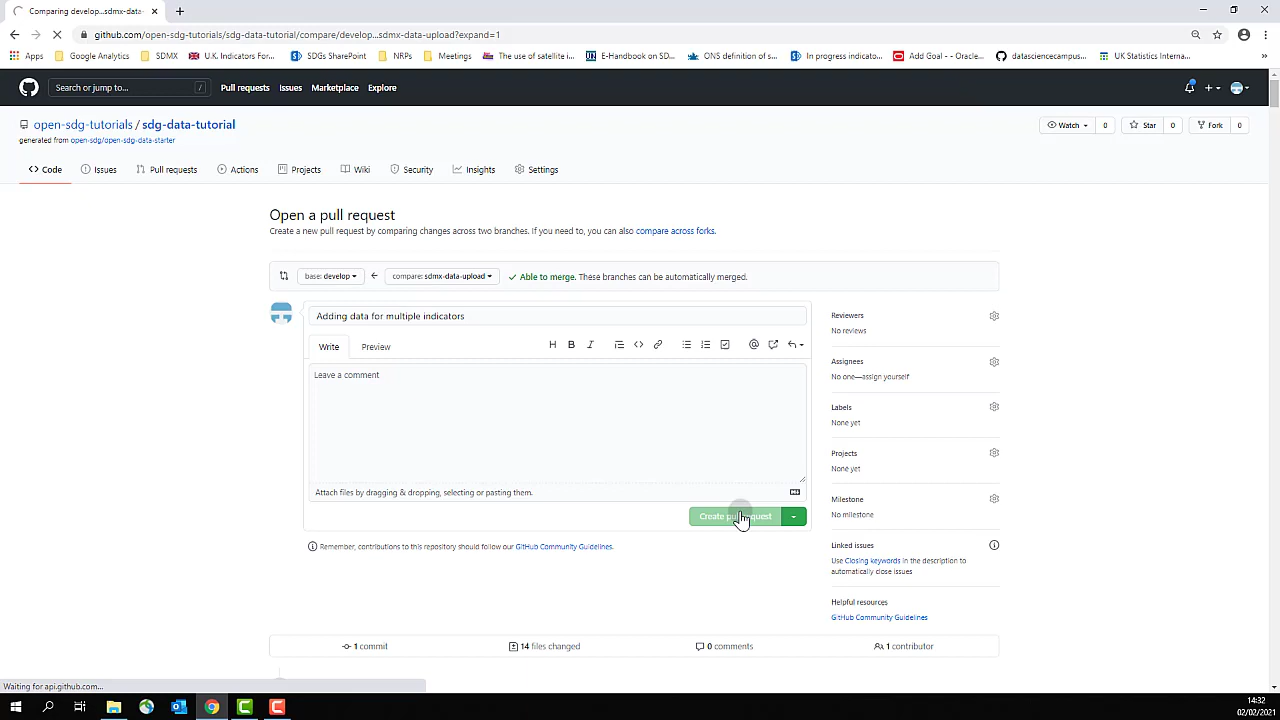 Comparing develop...sdmx-data-up
github.com/open-sdg-tutorials/sdg-data-tutorial/compare/develop...sdmx-data-upload?expand=1
Apps Google Analytics SDMX U.K. Indicators For... SDGs SharePoint NRPs Meetings The use of satellite i... E-Handbook on SD... ONS definition of s... In progress indicato... Add Goal - - Oracle... datasciencecampus... UK Statistics Interna... »
Search or jump to... / Pull requests Issues Marketplace Explore
open-sdg-tutorials / sdg-data-tutorial
Watch 0 Star 0 Fork 0
generated from open-sdg/open-sdg-data-starter
Code Issues Pull requests Actions Projects Wiki Security Insights Settings
Open a pull request
Create a new pull request by comparing changes across two branches. If you need to, you can also compare across forks.
base: develop compare: sdmx-data-upload Able to merge. These branches can be automatically merged.
Adding data for multiple indicators
Write Preview
Leave a comment
Attach files by dragging & dropping, selecting or pasting them.
Create pull request
Remember, contributions to this repository should follow our GitHub Community Guidelines.
Reviewers
No reviews
Assignees
No one—assign yourself
Labels
None yet
Projects
None yet
Milestone
No milestone
Linked issues
Use Closing keywords in the description to
automatically close issues
Helpful resources
GitHub Community Guidelines
1 commit 14 files changed 0 comments 1 contributor
Waiting for api.github.com...
14:32
02/02/2021